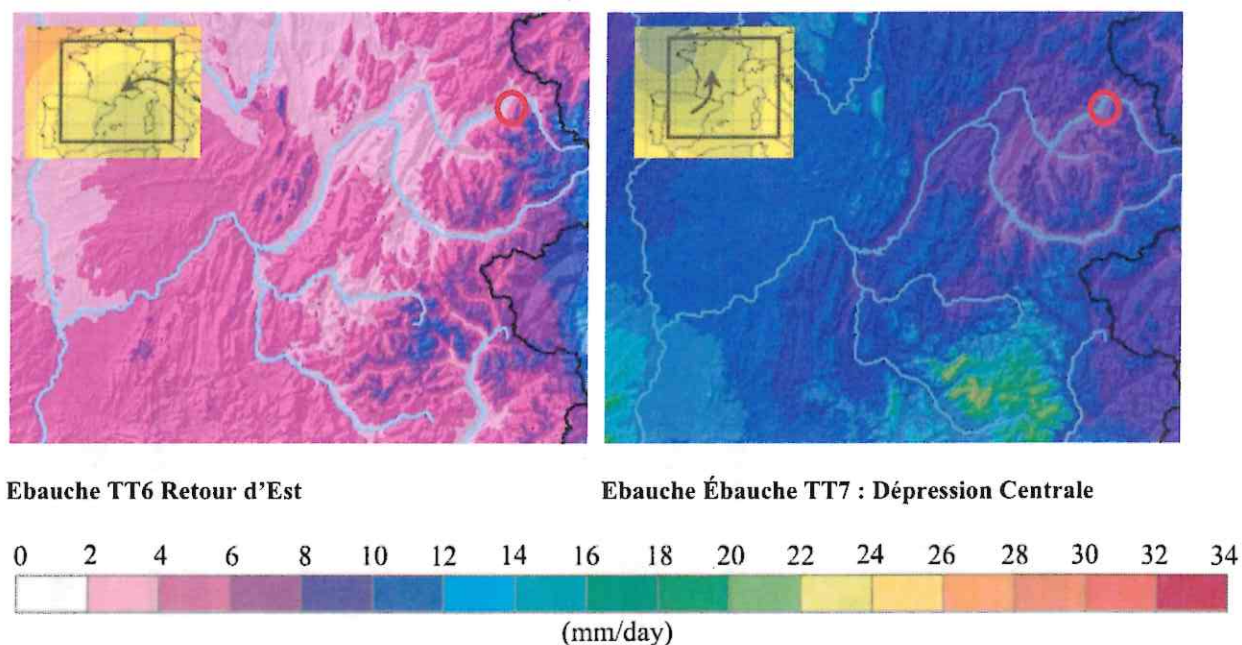 Ebauche TT6 Retour d'Est
Ebauche Ébauche TT7 : Dépression Centrale
0 2 4 6 8 10 12 14 16 18 20 22 24 26 28 30 32 34
(mm/day)